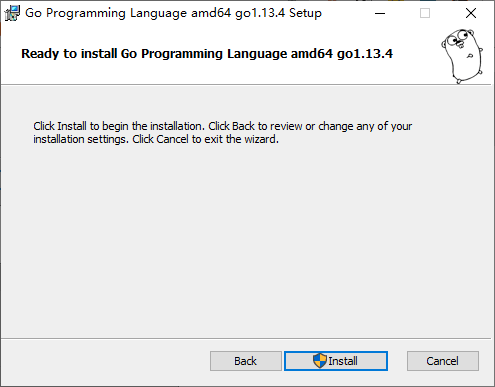 Go Programming Language amd64 go1.13.4 Setup
Ready to install Go Programming Language amd64 go1.13.4
Click Install to begin the installation. Click Back to review or change any of your
installation settings. Click Cancel to exit the wizard.
Back
Install
Cancel